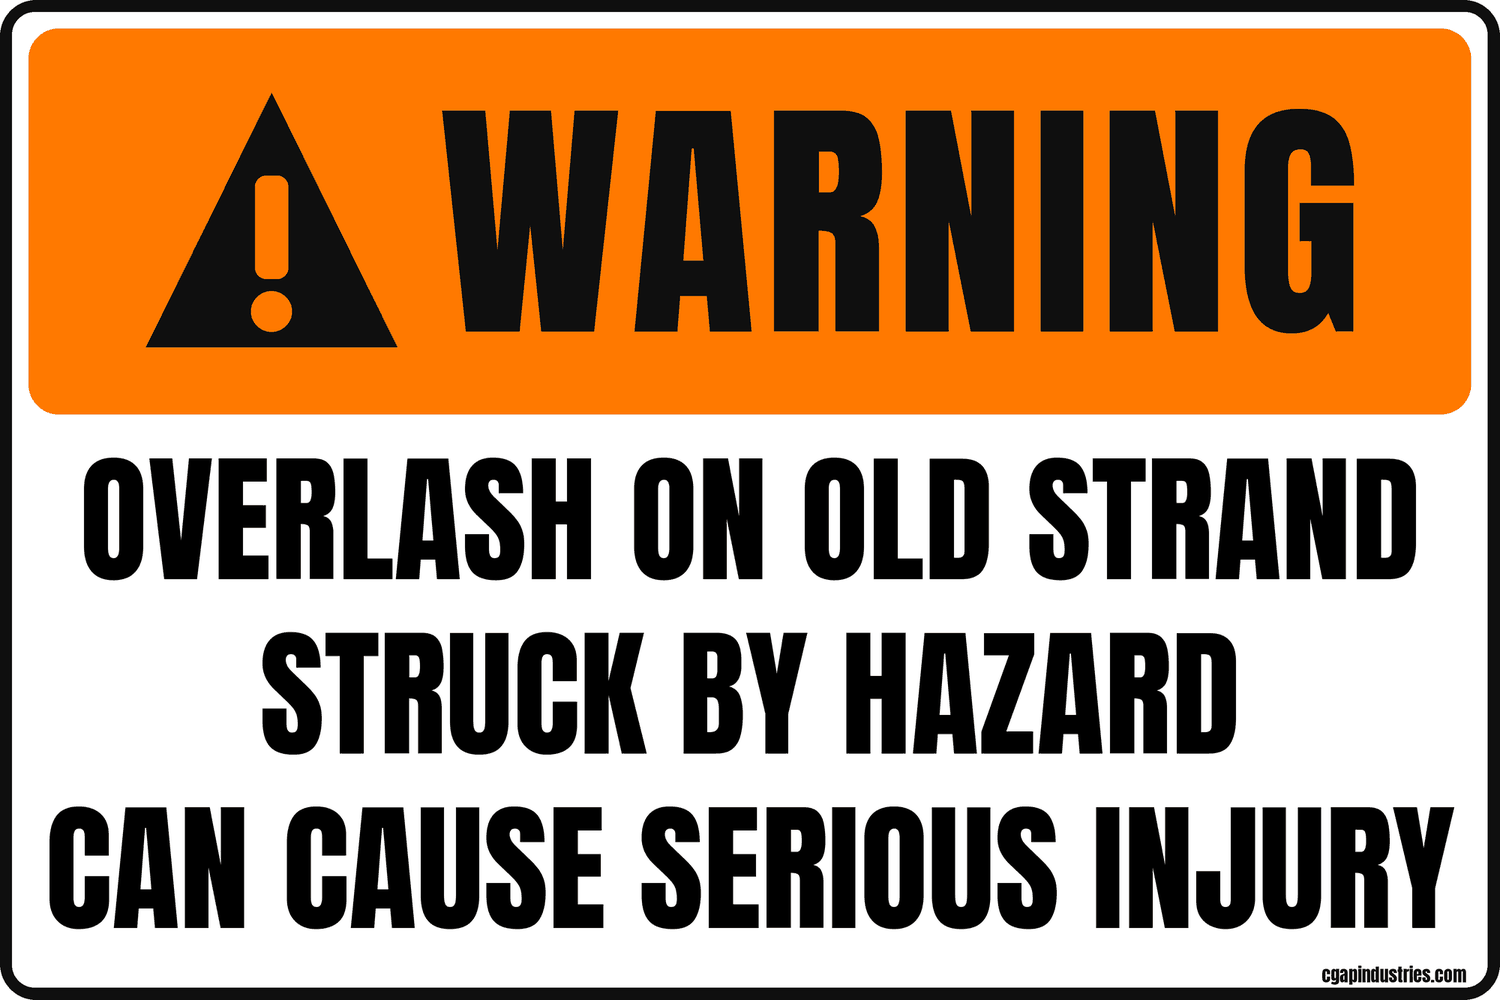 WARNING
OVERLASH ON OLD STRAND
STRUCK BY HAZARD
CAN CAUSE SERIOUS INJURY
cgapindustries.com